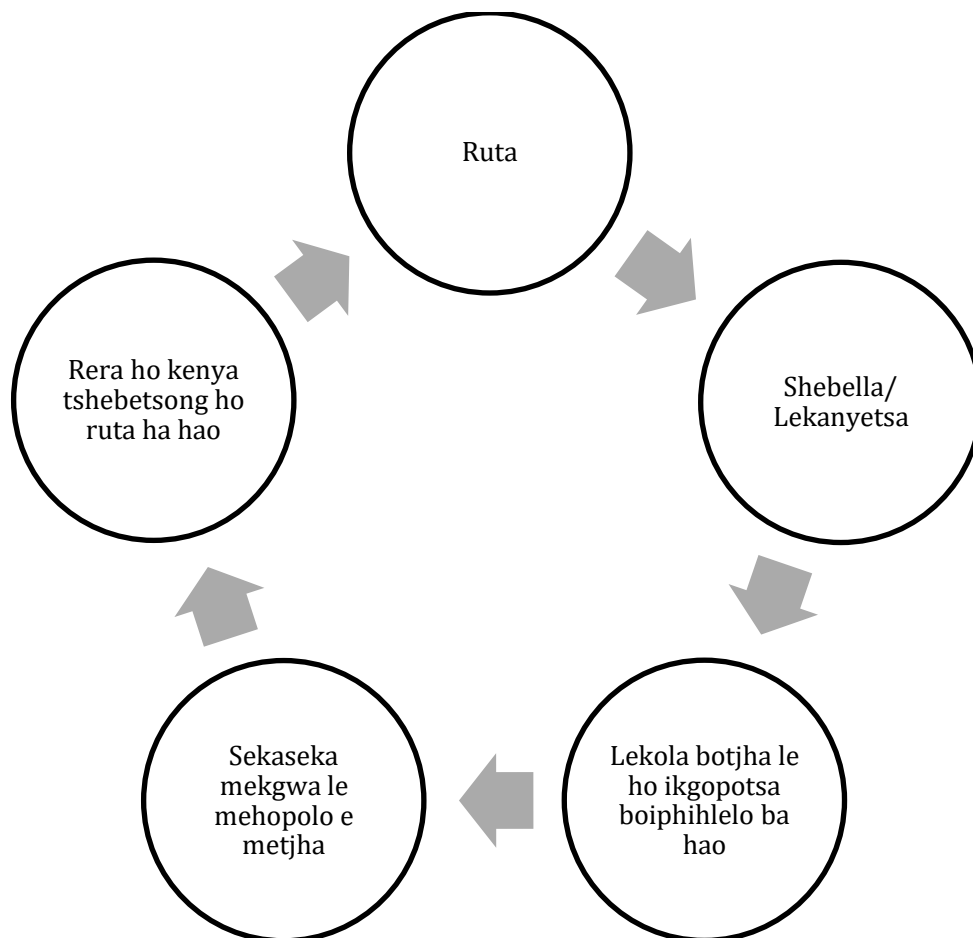 Ruta
Shebella/
Lekanyetsa
Lekola botjha le
ho ikgopotsa
boiphihlelo ba
hao
Sekaseka
mekgwa le
mehopolo e
metjha
Rera ho kenya
tshebetsong ho
ruta ha hao